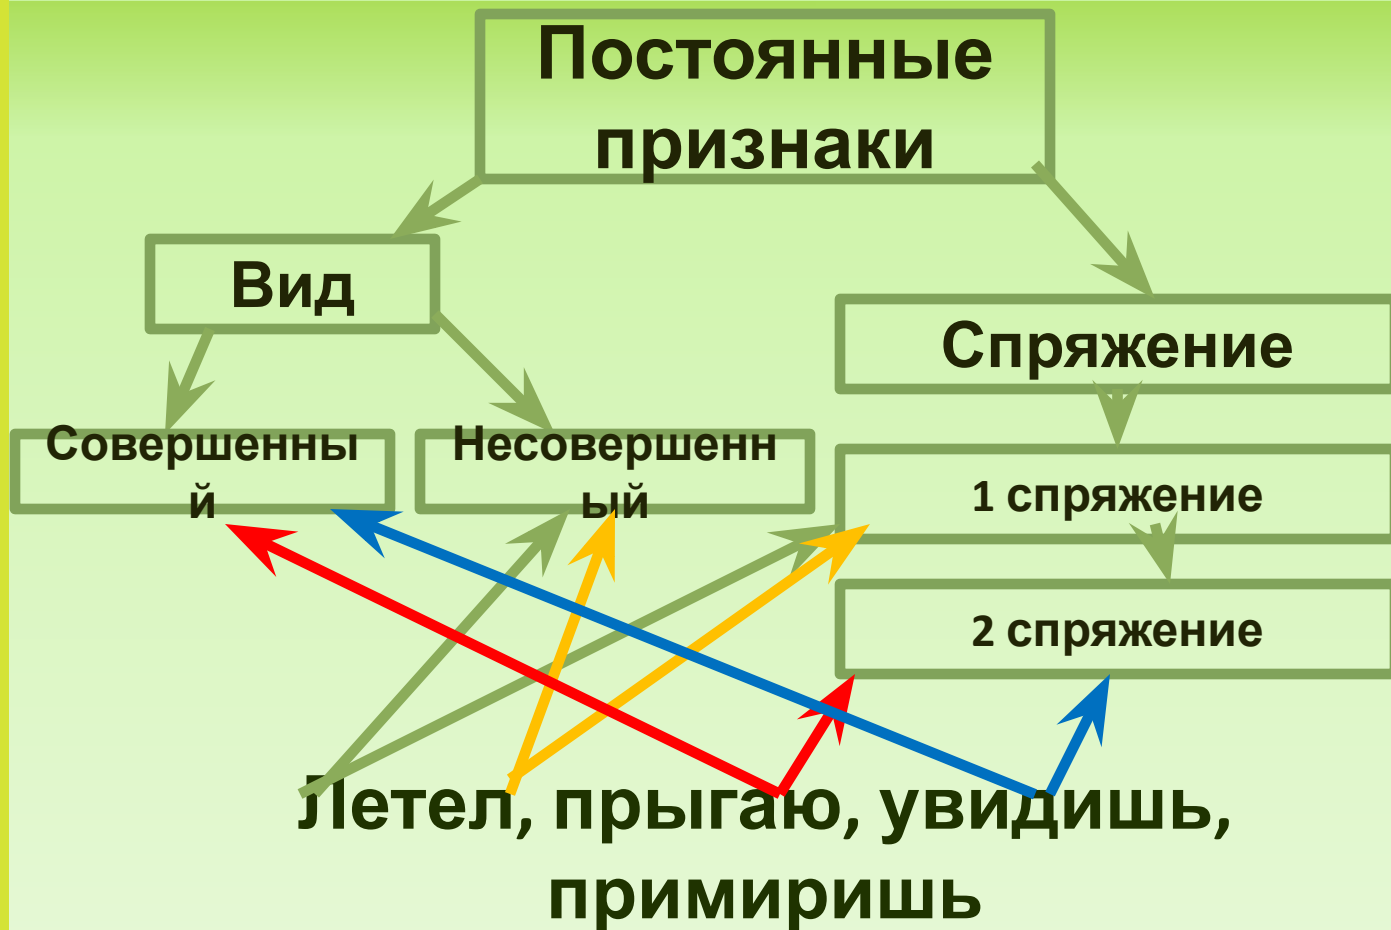 Постоянные
признаки
Вид
Спряжение
Совершенны
й
Несовершенн
ый
1 спряжение
2 спряжение
Летел, прыгаю, увидишь,
примиришь